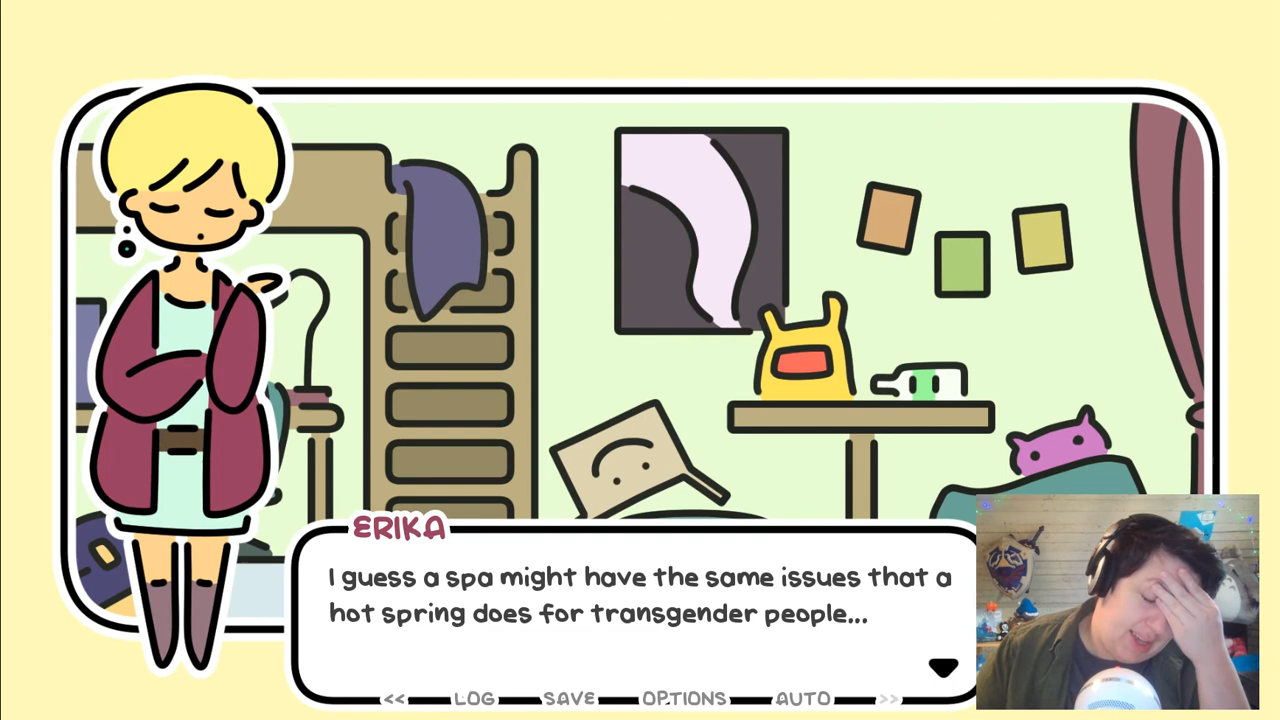 ERIKA
I guess a spa might have the same issues that a
hot spring does for transgender people...
<< LOG SAVE OPTIONS AUTO >>